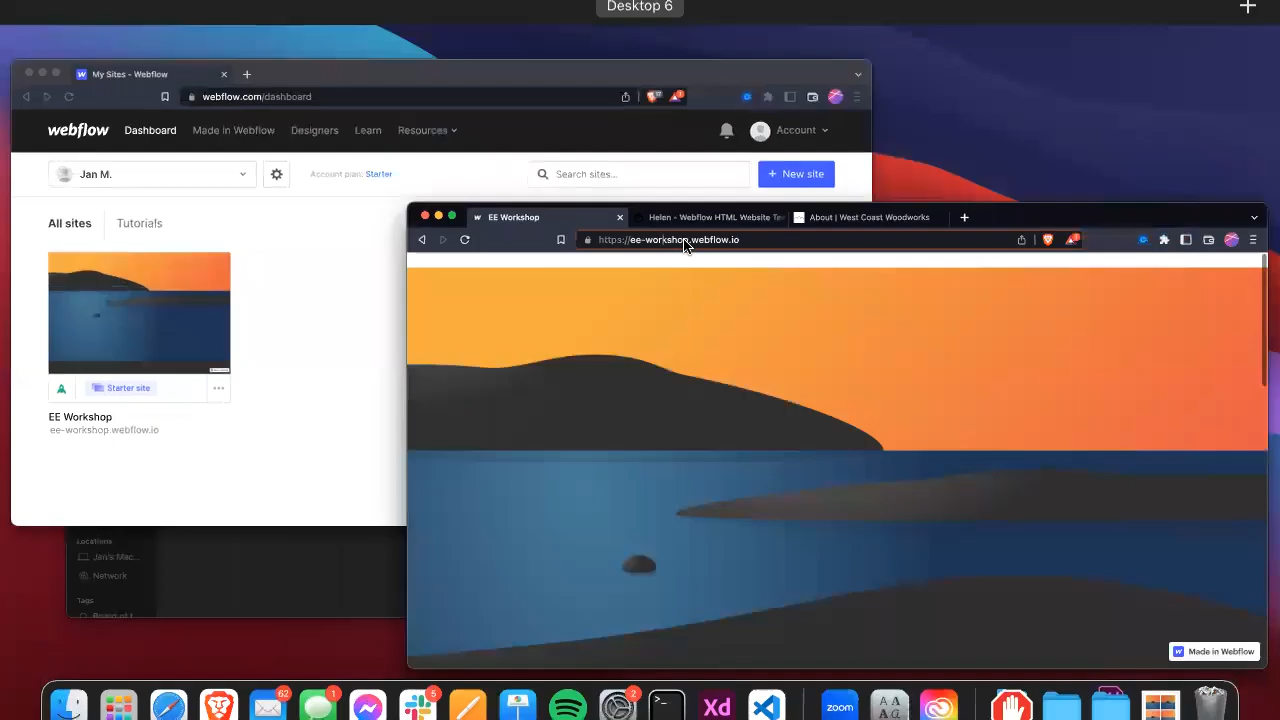 Desktop 6
My Sites - Webflow
webflow.com/dashboard
webflow Dashboard Made in Webflow Designers Learn Resources Account
Jan M. Account plan: Starter Search sites... + New site
All sites Tutorials
Starter site
EE Workshop
ee-workshop.webflow.io
EE Workshop Helen - Webflow HTML Website Te About | West Coast Woodworks
https://ee-workshop.webflow.io
Made in Webflow
Locations
Jan's Mac...
Network
Tags
62 1 5 2
Xd zoom